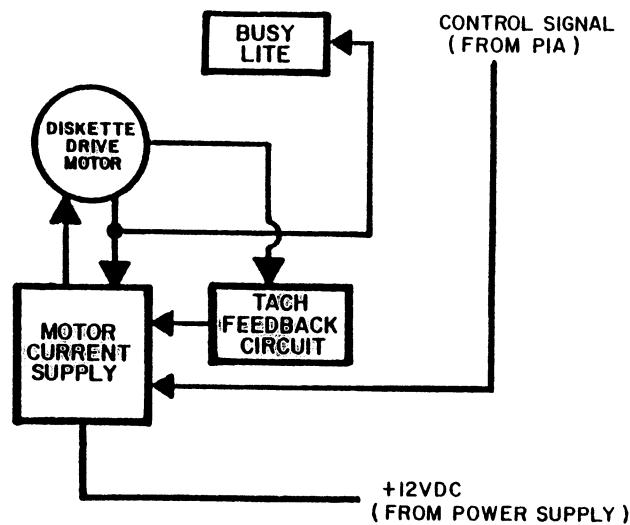 BUSY
LITE
CONTROL SIGNAL
(FROM PIA)
DISKETTE
DRIVE
MOTOR
TACH
FEEDBACK
CIRCUIT
MOTOR
CURRENT
SUPPLY
+12VDC
(FROM POWER SUPPLY)